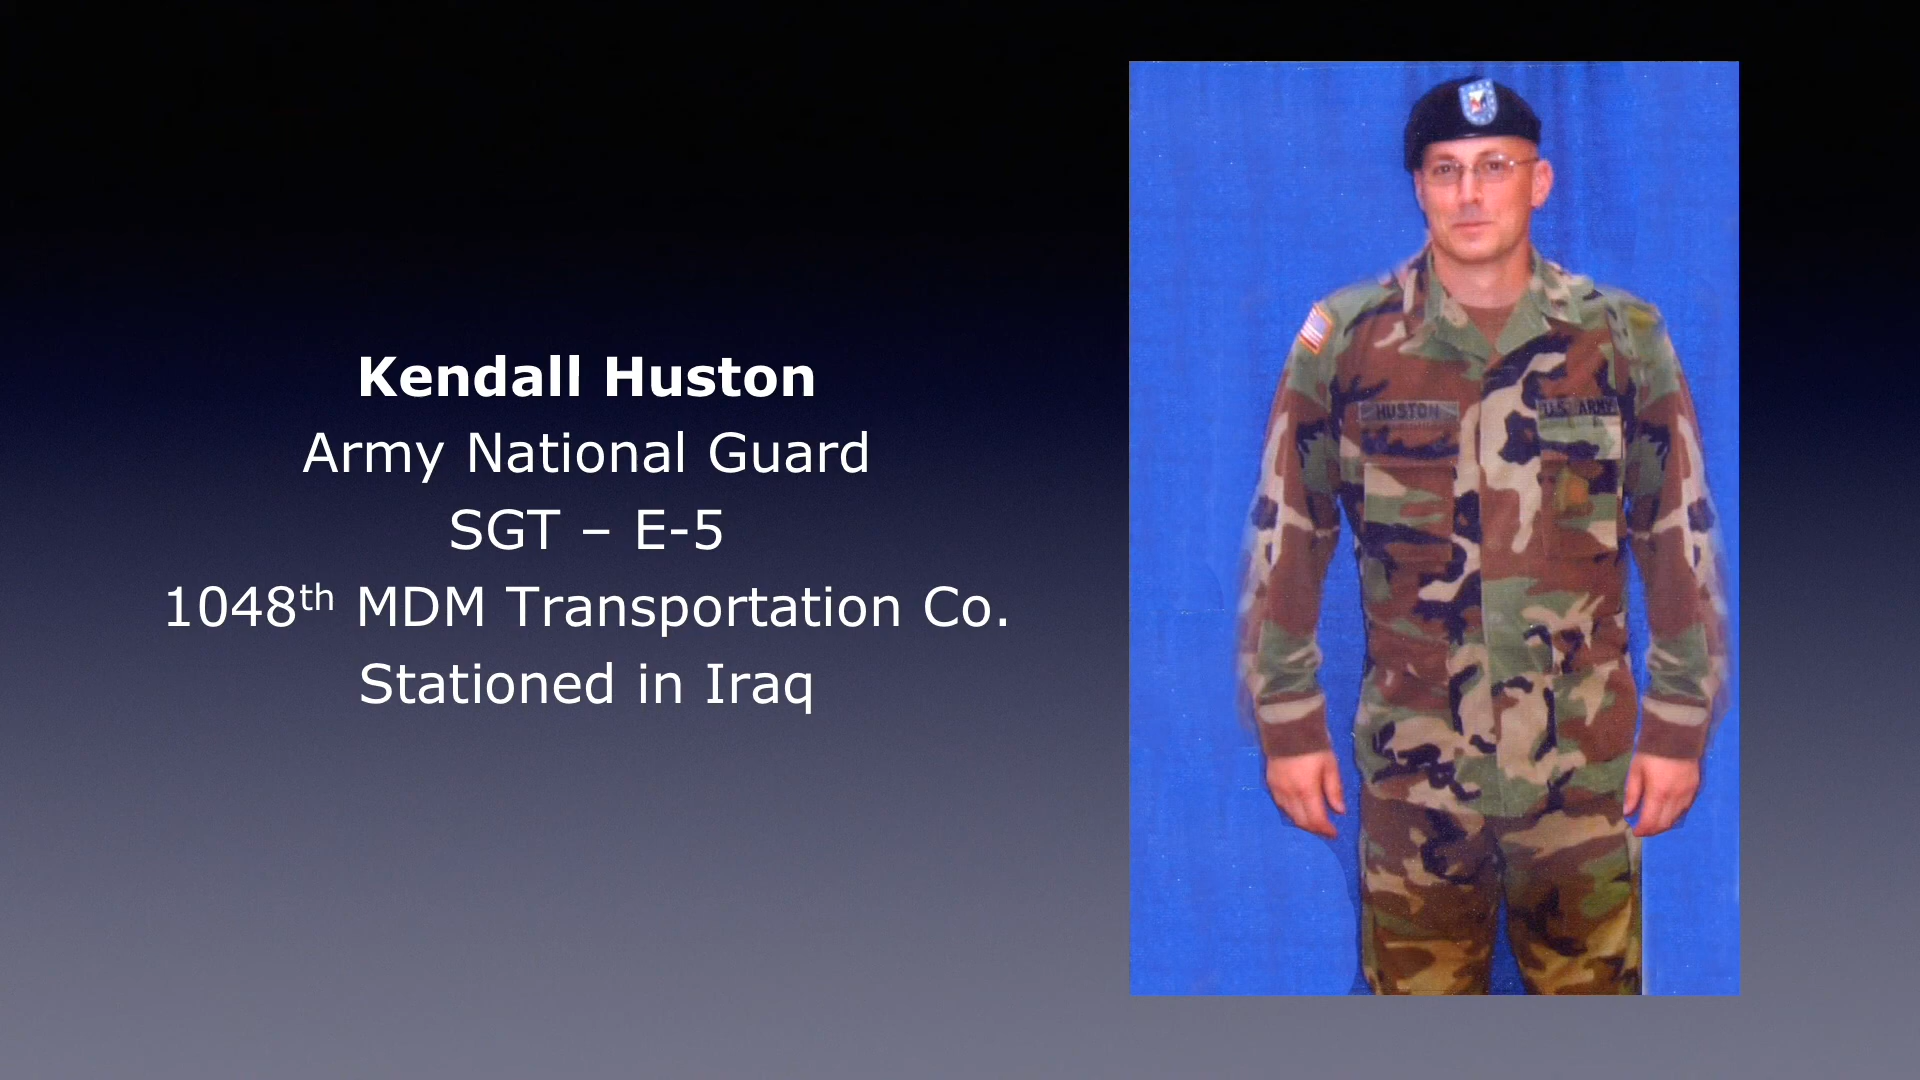 Kendall Huston
Army National Guard
SGT – E-5
1048th MDM Transportation Co.
Stationed in Iraq
HUSTON
U.S. ARMY